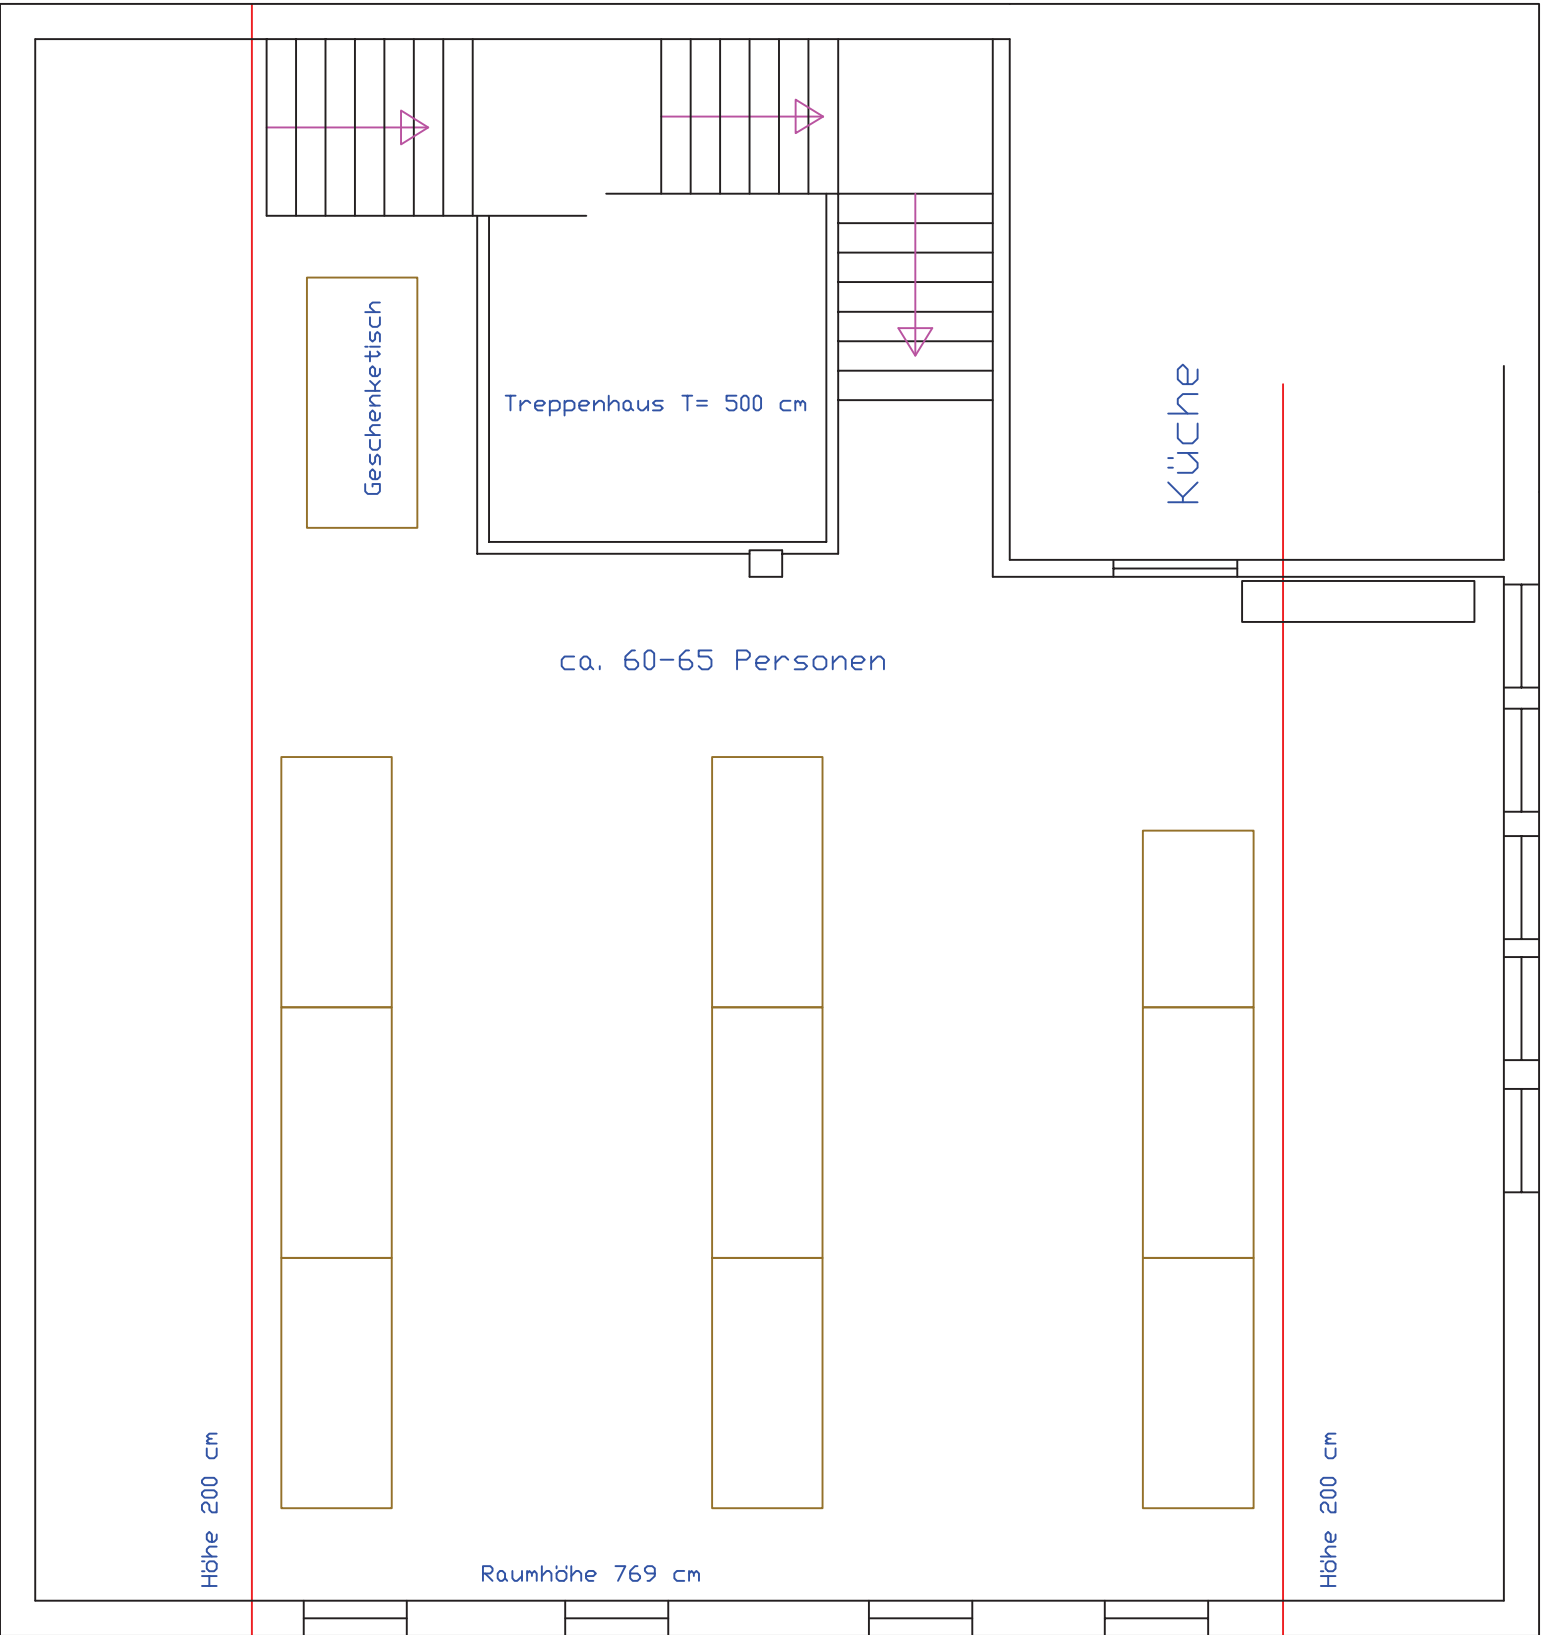 Geschenketisch
Treppenhaus T= 500 cm
Küche
ca. 60-65 Personen
Höhe 200 cm
Höhe 200 cm
Raumhöhe 769 cm